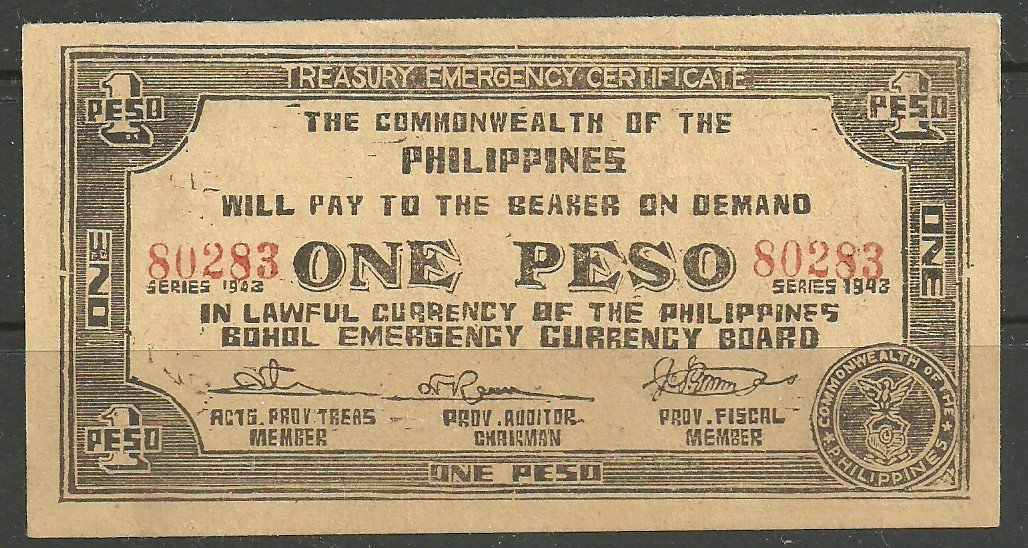 TREASURY EMERGENCY CERTIFICATE
1 PESO
1 PESO
THE COMMONWEALTH OF THE
PHILIPPINES
WILL PAY TO THE BEARER ON DEMAND
ONE
80283 ONE PESO 80283
ONE
SERIES 1943 SERIES 1943
IN LAWFUL CURRENCY OF THE PHILIPPINES
BOHOL EMERGENCY CURRENCY BOARD
ACTG. PROV. TREAS PROV. AUDITOR PROV. FISCAL
MEMBER CHAIRMAN MEMBER
1 PESO
COMMONWEALTH OF THE PHILIPPINES
ONE PESO